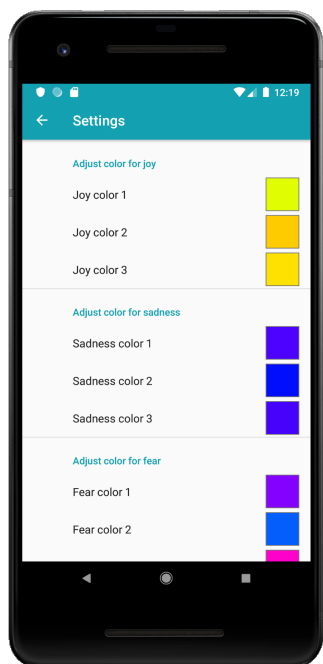 12:19
Settings
Adjust color for joy
Joy color 1
Joy color 2
Joy color 3
Adjust color for sadness
Sadness color 1
Sadness color 2
Sadness color 3
Adjust color for fear
Fear color 1
Fear color 2